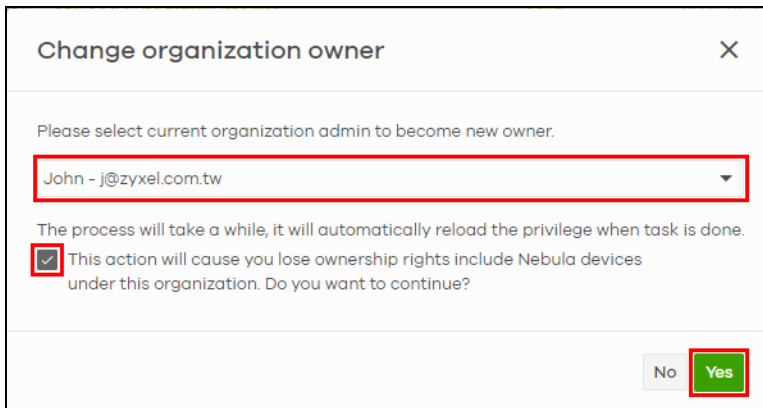 Change organization owner
Please select current organization admin to become new owner.
John - j@zyxel.com.tw
The process will take a while, it will automatically reload the privilege when task is done.
This action will cause you lose ownership rights include Nebula devices
under this organization. Do you want to continue?
No Yes